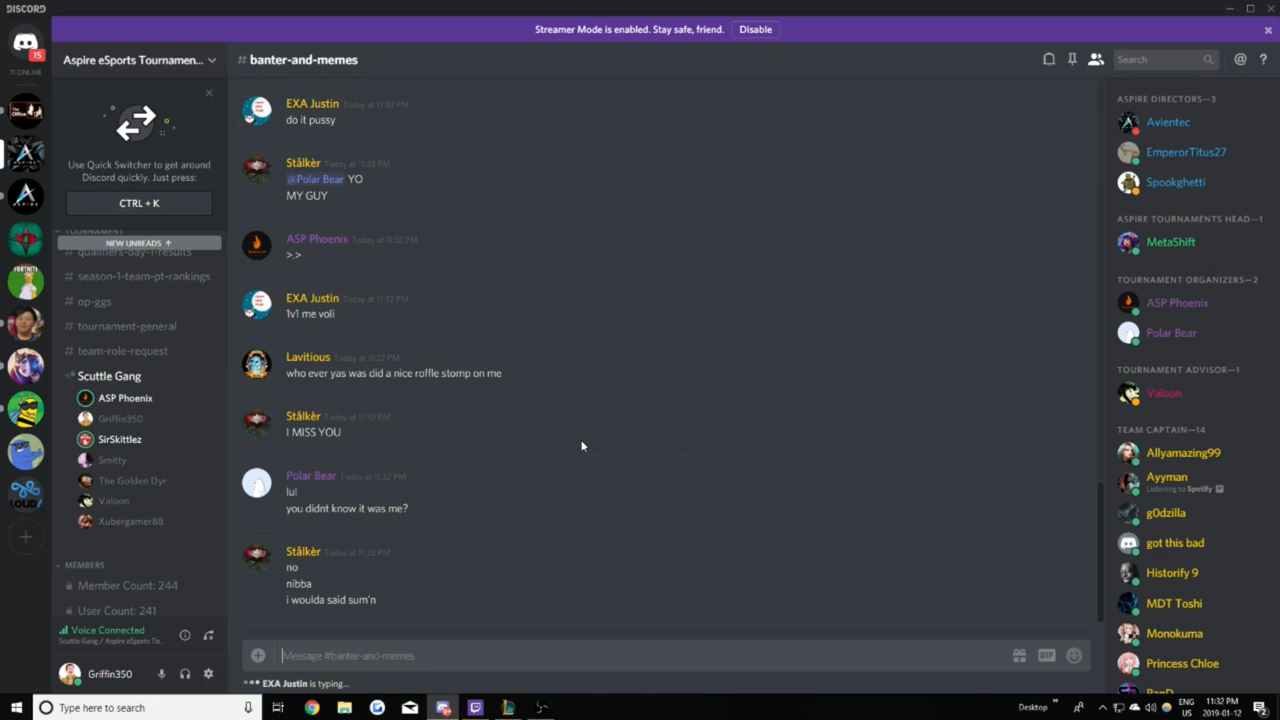 DISCORD
Streamer Mode is enabled. Stay safe, friend. Disable
15
11 ONLINE
Aspire eSports Tournamen...
# banter-and-memes
Search
Use Quick Switcher to get around
Discord quickly. Just press:
CTRL + K
TOURNAMENT
NEW UNREADS ↑
# qualifiers-day-1-results
# season-1-team-pt-rankings
# op-ggs
# tournament-general
# team-role-request
Scuttle Gang
ASP Phoenix
Griffin350
SirSkittlez
Smitty
The Golden Dyr
Valoon
Xubergamer88
MEMBERS
Member Count: 244
User Count: 241
Voice Connected
Scuttle Gang / Aspire eSports To...
Griffin350
EXA Justin Today at 11:32 PM
do it pussy
Stålkèr Today at 11:32 PM
@Polar Bear YO
MY GUY
ASP Phoenix Today at 11:32 PM
>.>
EXA Justin Today at 11:32 PM
1v1 me voli
Lavitious Today at 11:32 PM
who ever yas was did a nice roffle stomp on me
Stålkèr Today at 11:32 PM
I MISS YOU
Polar Bear Today at 11:32 PM
lul
you didnt know it was me?
Stålkèr Today at 11:32 PM
no
nibba
i woulda said sum'n
Message #banter-and-memes
GIF
EXA Justin is typing...
ASPIRE DIRECTORS—3
Avientec
EmperorTitus27
Spookghetti
ASPIRE TOURNAMENTS HEAD—1
MetaShift
TOURNAMENT ORGANIZERS—2
ASP Phoenix
Polar Bear
TOURNAMENT ADVISOR—1
Valoon
TEAM CAPTAIN—14
Allyamazing99
Ayyman
Listening to Spotify
g0dzilla
got this bad
Historify 9
MDT Toshi
Monokuma
Princess Chloe
Type here to search
Desktop
ENG
US
11:32 PM
2019-01-12
2